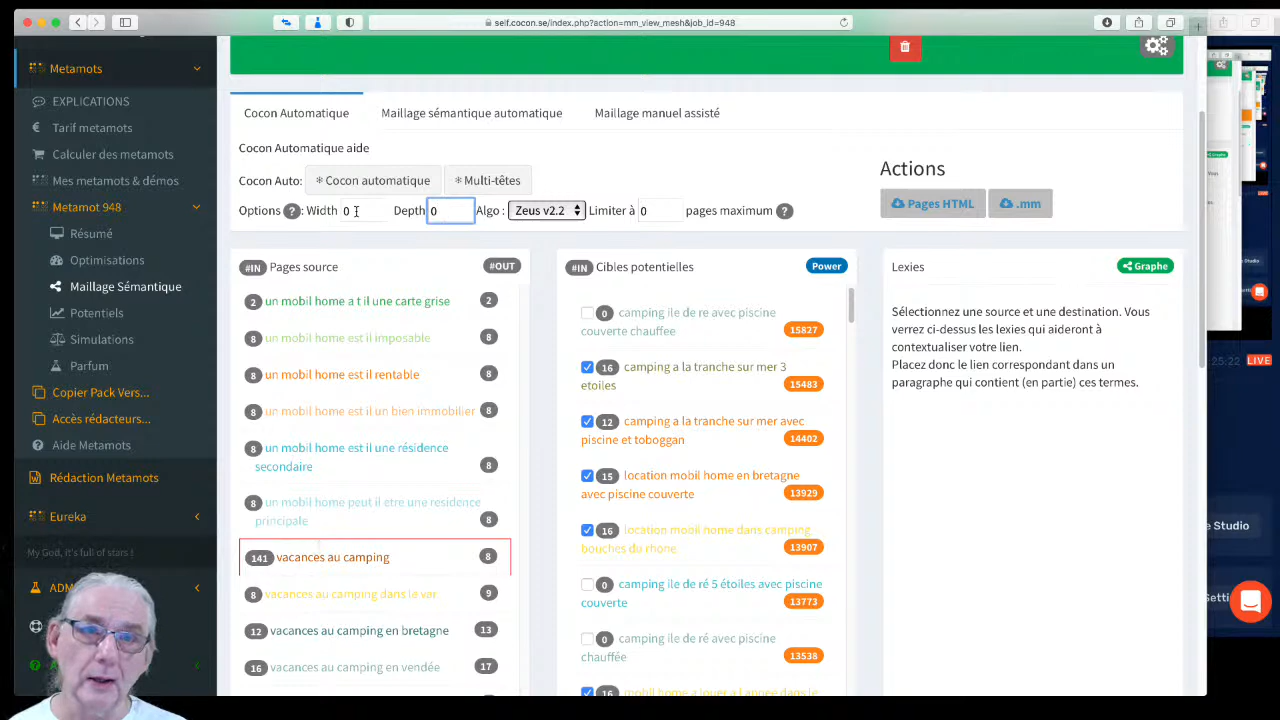 self.cocon.se/index.php?action=mm_view_mesh&job_id=948
Metamots
EXPLICATIONS
Tarif metamots
Calculer des metamots
Mes metamots & démos
Metamot 948
Résumé
Optimisations
Maillage Sémantique
Potentiels
Simulations
Parfum
Copier Pack Vers...
Accès rédacteurs...
Aide Metamots
Rédaction Metamots
Eureka
My God, it's full of stars !
Cocon Automatique
Maillage sémantique automatique
Maillage manuel assisté
Cocon Automatique aide
Cocon Auto: Cocon automatique Multi-têtes
Options ? : Width 0 Depth 0 Algo : Zeus v2.2 Limiter à 0 pages maximum ?
Actions
Pages HTML .mm
#IN Pages source #OUT
2 un mobil home a t il une carte grise 2
8 un mobil home est il imposable 8
8 un mobil home est il rentable 8
8 un mobil home est il un bien immobilier 8
8 un mobil home est il une résidence
secondaire 8
8 un mobil home peut il etre une residence
principale 8
141 vacances au camping 8
8 vacances au camping dans le var 9
12 vacances au camping en bretagne 13
16 vacances au camping en vendée 17
#IN Cibles potentielles Power
0 camping ile de re avec piscine
couverte chauffee 15827
16 camping a la tranche sur mer 3
etoiles 15483
12 camping a la tranche sur mer avec
piscine et toboggan 14402
15 location mobil home en bretagne
avec piscine couverte 13929
16 location mobil home dans camping
bouches du rhone 13907
0 camping ile de ré 5 étoiles avec piscine
couverte 13773
0 camping ile de ré avec piscine
chauffée 13538
16 mobil home a louer a l annee dans le
Lexies Graphe
Sélectionnez une source et une destination. Vous
verrez ci-dessus les lexies qui aideront à
contextualiser votre lien.
Placez donc le lien correspondant dans un
paragraphe qui contient (en partie) ces termes.
25:22 LIVE
Studio